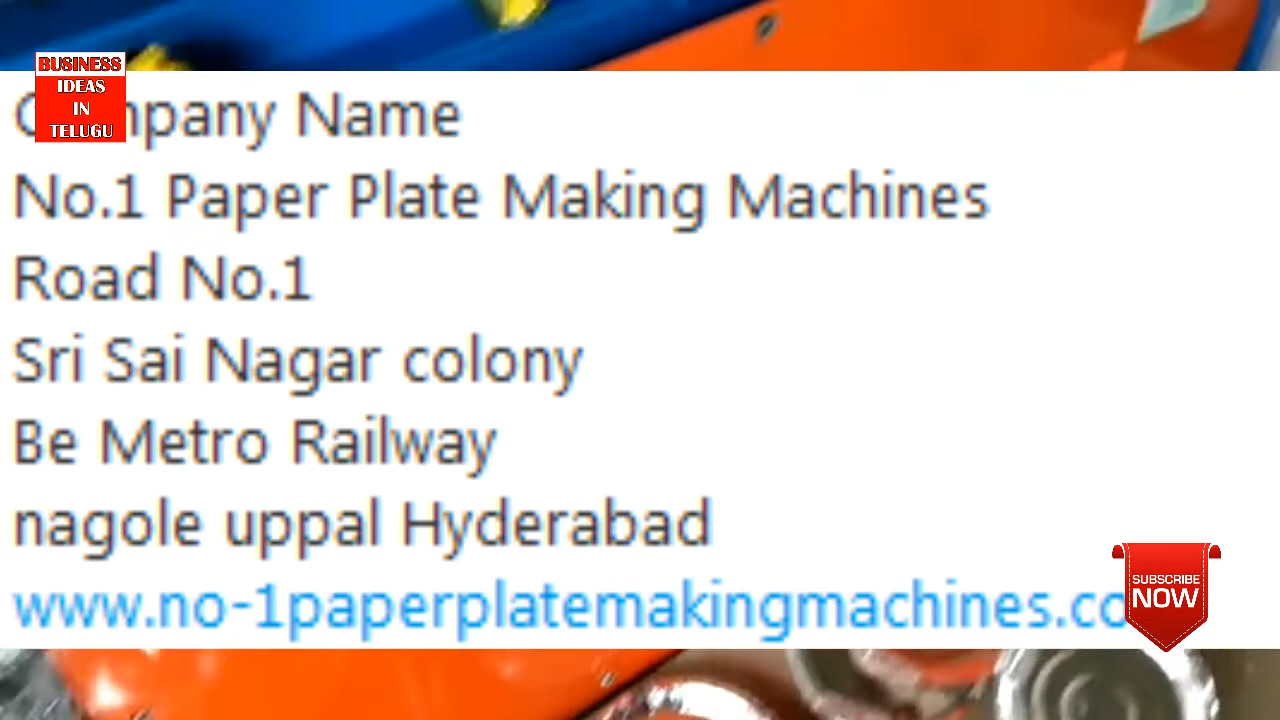 BUSINESS
IDEAS
IN
TELUGU
Name
No.1 Paper Plate Making Machines
Road No.1
Sri Sai Nagar colony
Be Metro Railway
nagole uppal Hyderabad
www.no-1paperplatemakingmachines.co
SUBSCRIBE
NOW